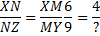 XN/NZ = XM6/MY9 = 4/?